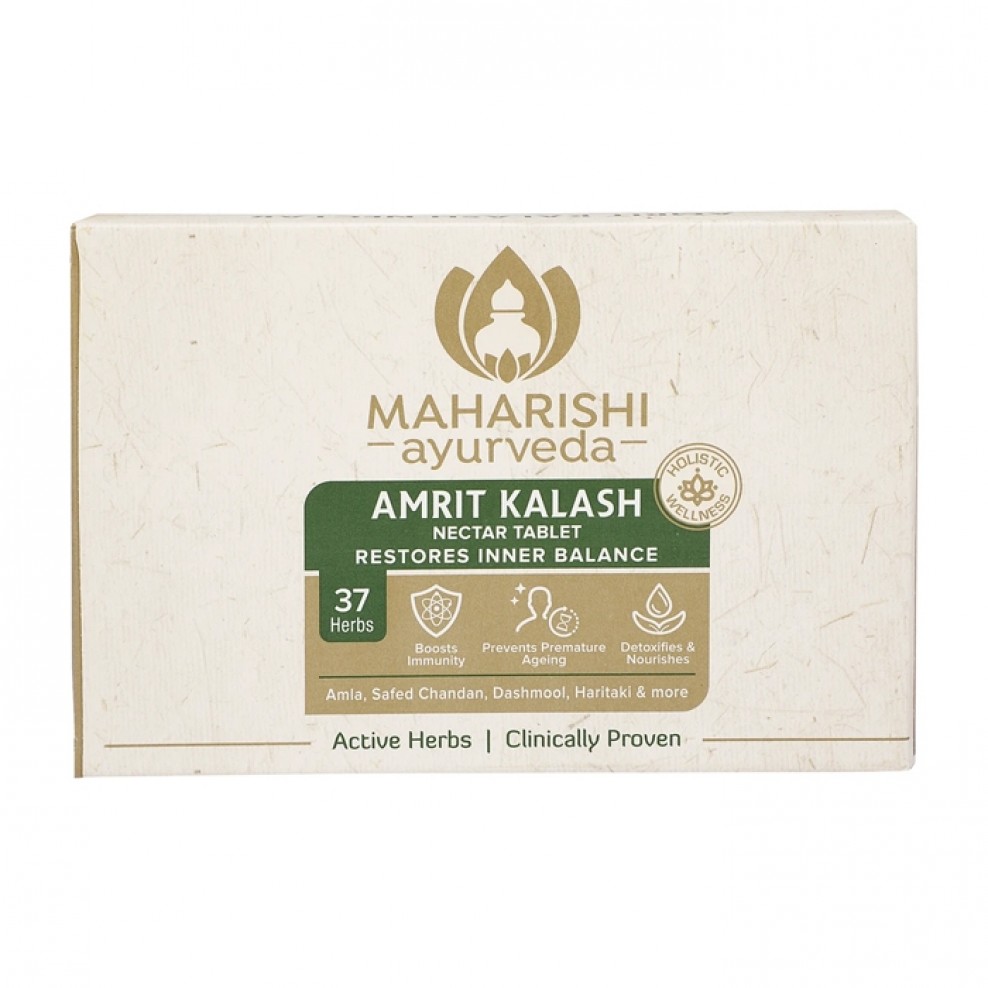 MAHARISHI
ayurveda
HOLISTIC
WELLNESS
AMRIT KALASH
NECTAR TABLET
RESTORES INNER BALANCE
37
Herbs
Boosts
Immunity
Prevents Premature
Ageing
Detoxifies &
Nourishes
Amla, Safed Chandan, Dashmool, Haritaki & more
Active Herbs | Clinically Proven